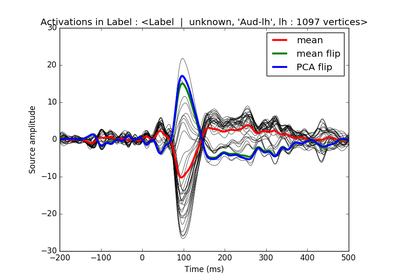 Activations in Label : <Label | unknown, 'Aud-lh', lh : 1097 vertices>
30
20
10
0
−10
−20
−30
Source amplitude
mean
mean flip
PCA flip
−200 −100 0 100 200 300 400 500
Time (ms)